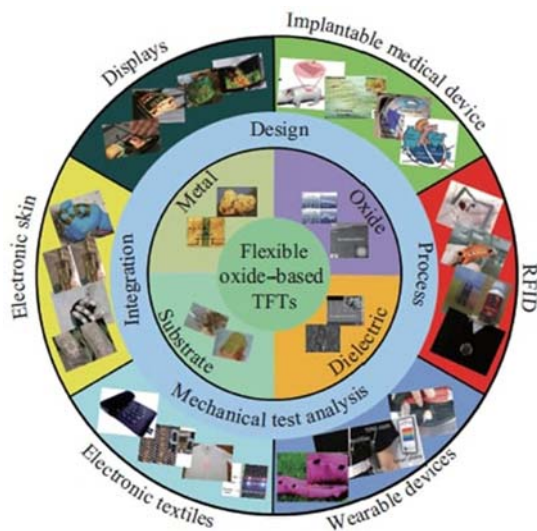 Displays
Implantable medical device
Design
Metal
Oxide
Electronic skin
Integration
Flexible
oxide-based
TFTs
Process
RFID
Substrate
Dielectric
Mechanical test analysis
Electronic textiles
Wearable devices